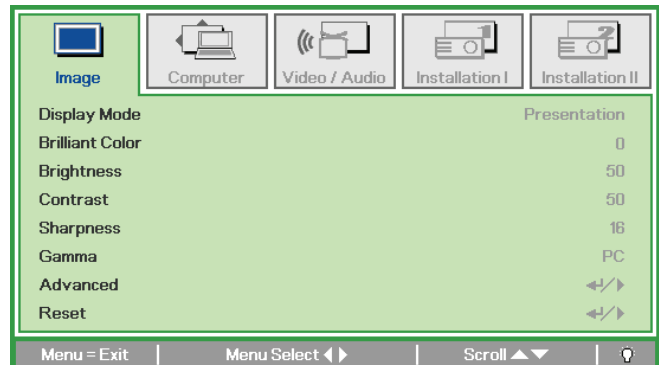 Image Computer Video / Audio Installation I Installation II
Display Mode Presentation
Brilliant Color 0
Brightness 50
Contrast 50
Sharpness 16
Gamma PC
Advanced ↵/▶
Reset ↵/▶
Menu = Exit Menu Select ◀▶ Scroll ▲▼